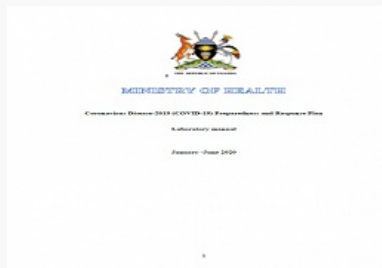 THE REPUBLIC OF UGANDA
MINISTRY OF HEALTH
Coronavirus Disease-2019 (COVID-19) Preparedness and Response Plan
Laboratory manual
January -June 2020